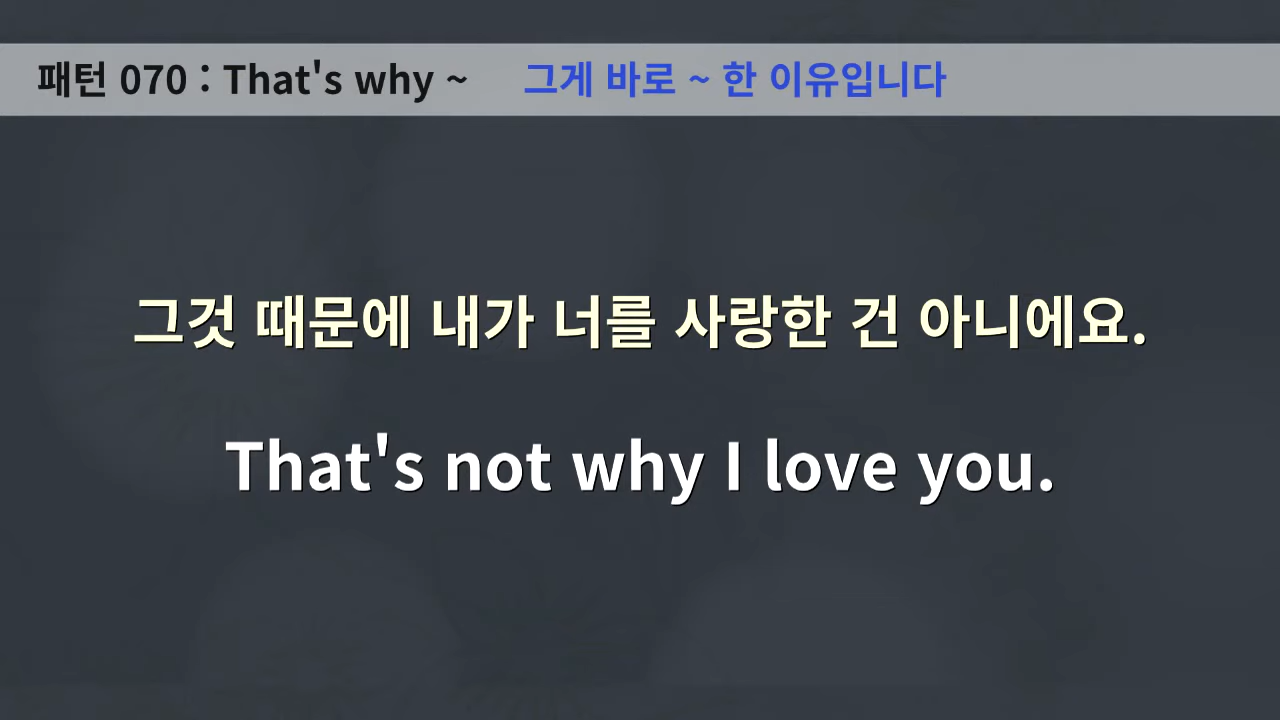 패턴 070 : That's why ~ 그게 바로 ~ 한 이유입니다
그것 때문에 내가 너를 사랑한 건 아니에요.
That's not why I love you.